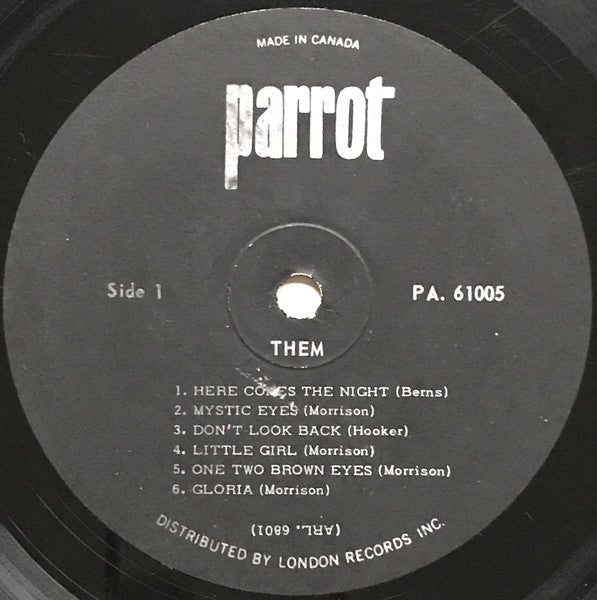 MADE IN CANADA
parrot
Side 1
PA. 61005
THEM
1. HERE COMES THE NIGHT (Berns)
2. MYSTIC EYES (Morrison)
3. DON'T LOOK BACK (Hooker)
4. LITTLE GIRL (Morrison)
5. ONE TWO BROWN EYES (Morrison)
6. GLORIA (Morrison)
(ARL. 6801)
DISTRIBUTED BY LONDON RECORDS INC.